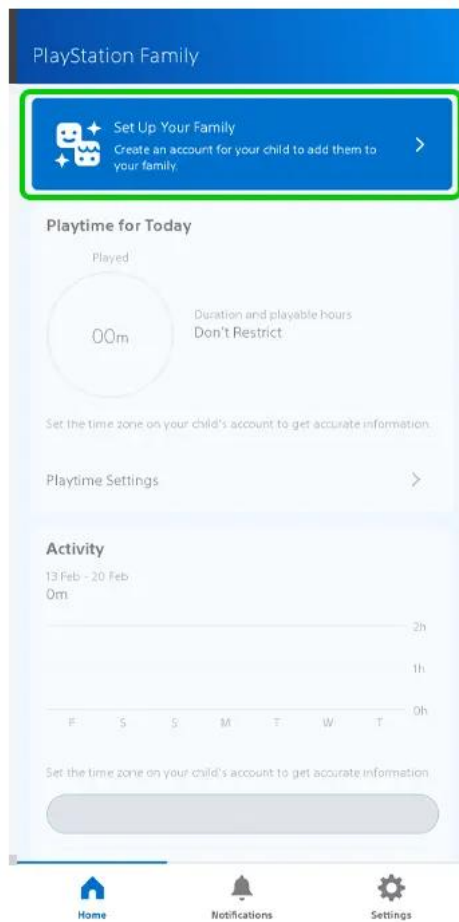 PlayStation Family
Set Up Your Family
Create an account for your child to add them to
your family.
Playtime for Today
Played
00m
Duration and playable hours
Don't Restrict
Set the time zone on your child's account to get accurate information.
Playtime Settings
Activity
13 Feb - 20 Feb
0m
2h
1h
0h
F S S M T W T
Set the time zone on your child's account to get accurate information
Home Notifications Settings